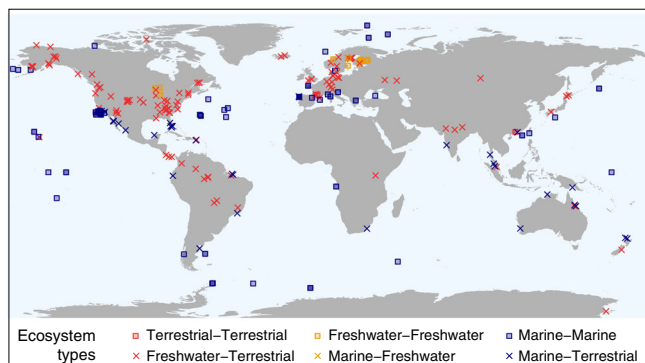 Ecosystem types
Terrestrial−Terrestrial
Freshwater−Freshwater
Marine−Marine
Freshwater−Terrestrial
Marine−Freshwater
Marine−Terrestrial